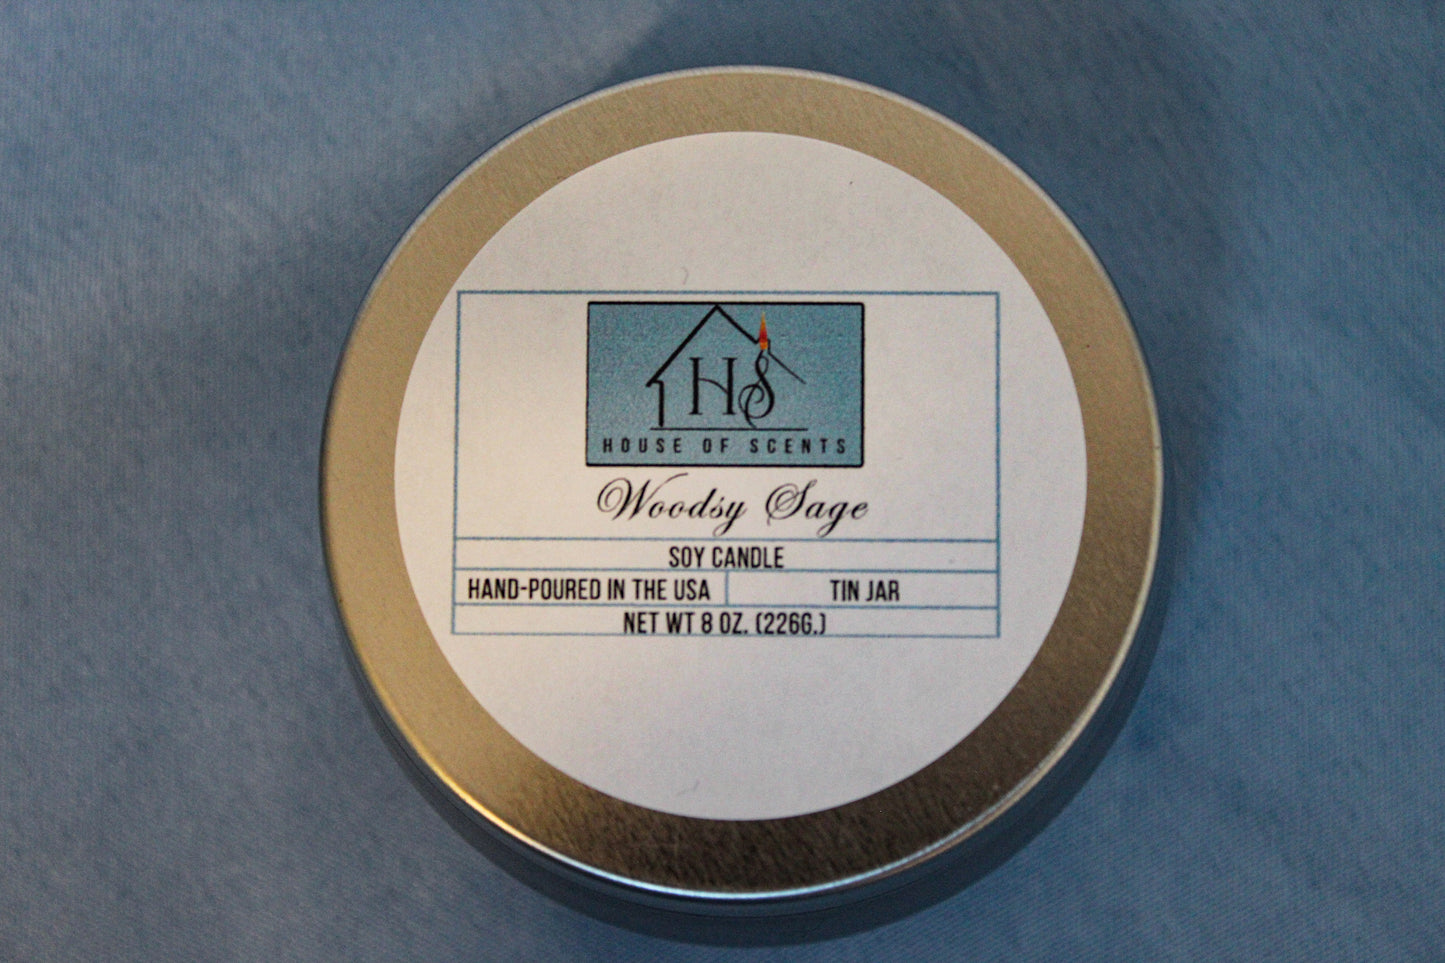 HS
HOUSE OF SCENTS
Woodsy Sage
SOY CANDLE
HAND-POURED IN THE USA
TIN JAR
NET WT 8 OZ. (226G.)